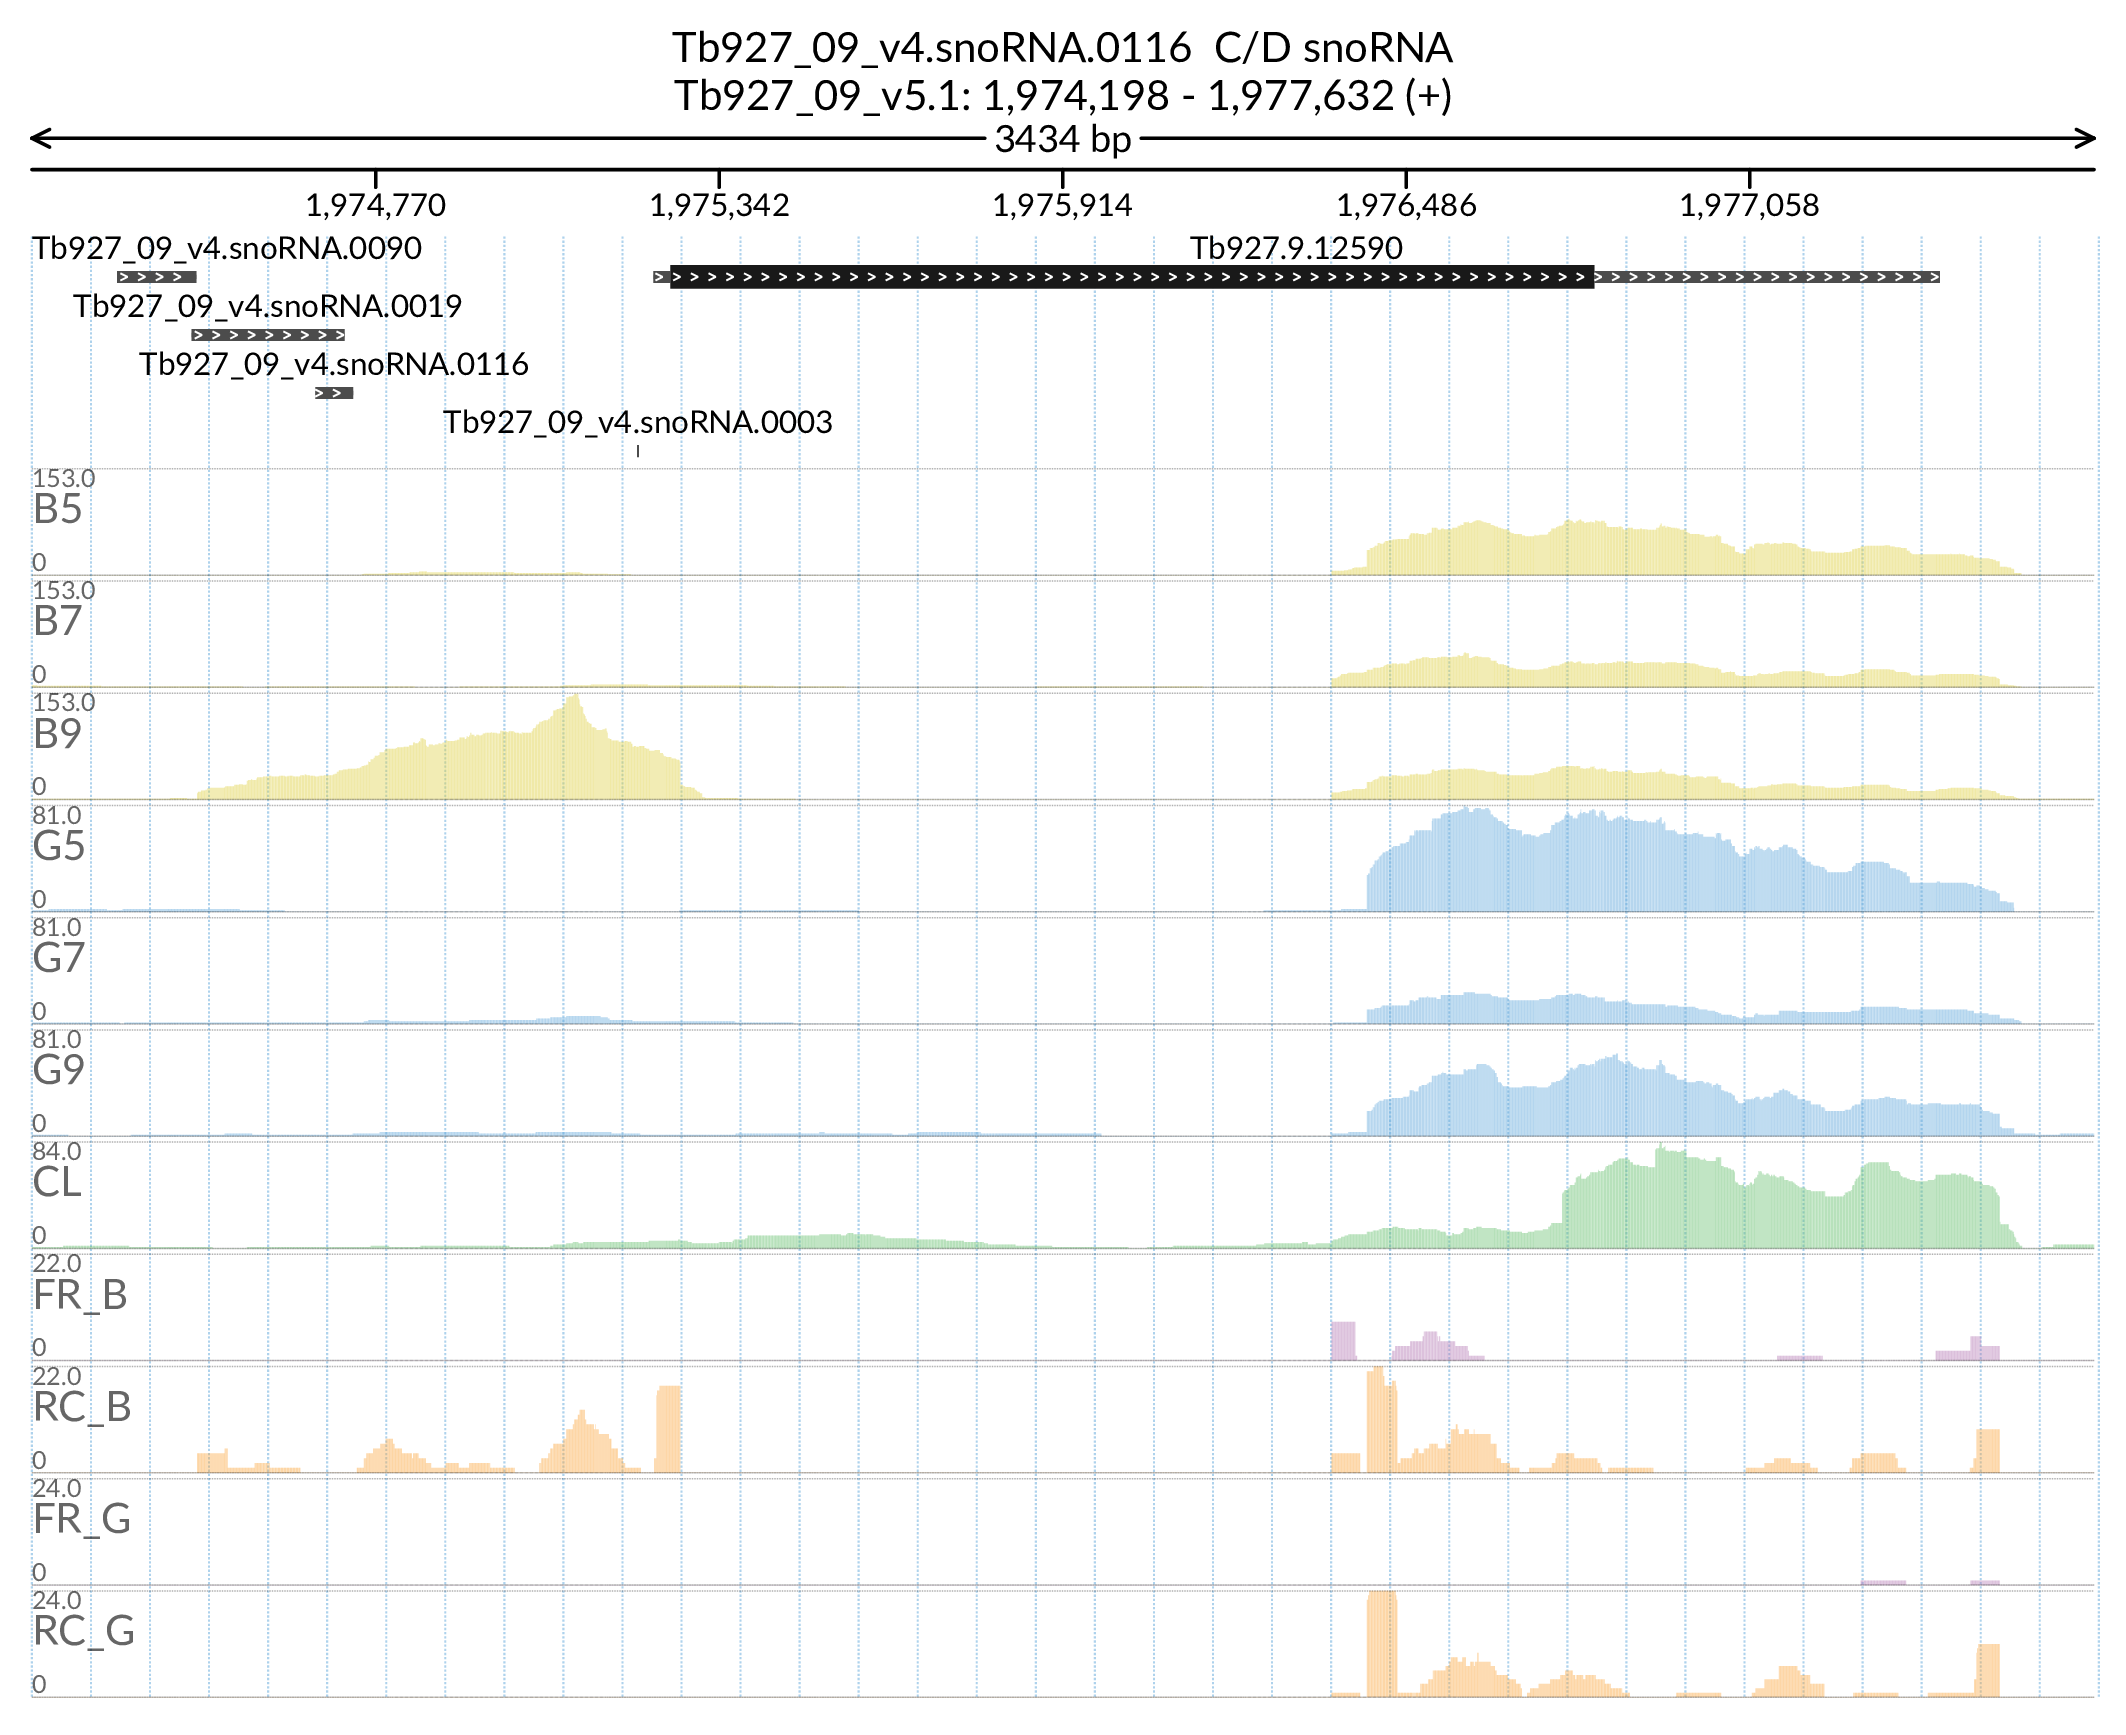 Tb927_09_v4.snoRNA.0116 C/D snoRNA
Tb927_09_v5.1: 1,974,198 - 1,977,632 (+)
3434 bp
1,974,770 1,975,342 1,975,914 1,976,486 1,977,058
Tb927_09_v4.snoRNA.0090 Tb927.9.12590
Tb927_09_v4.snoRNA.0019
Tb927_09_v4.snoRNA.0116
Tb927_09_v4.snoRNA.0003
153.0
B5
0
153.0
B7
0
153.0
B9
0
81.0
G5
0
81.0
G7
0
81.0
G9
0
84.0
CL
0
22.0
FR_B
0
22.0
RC_B
0
24.0
FR_G
0
24.0
RC_G
0